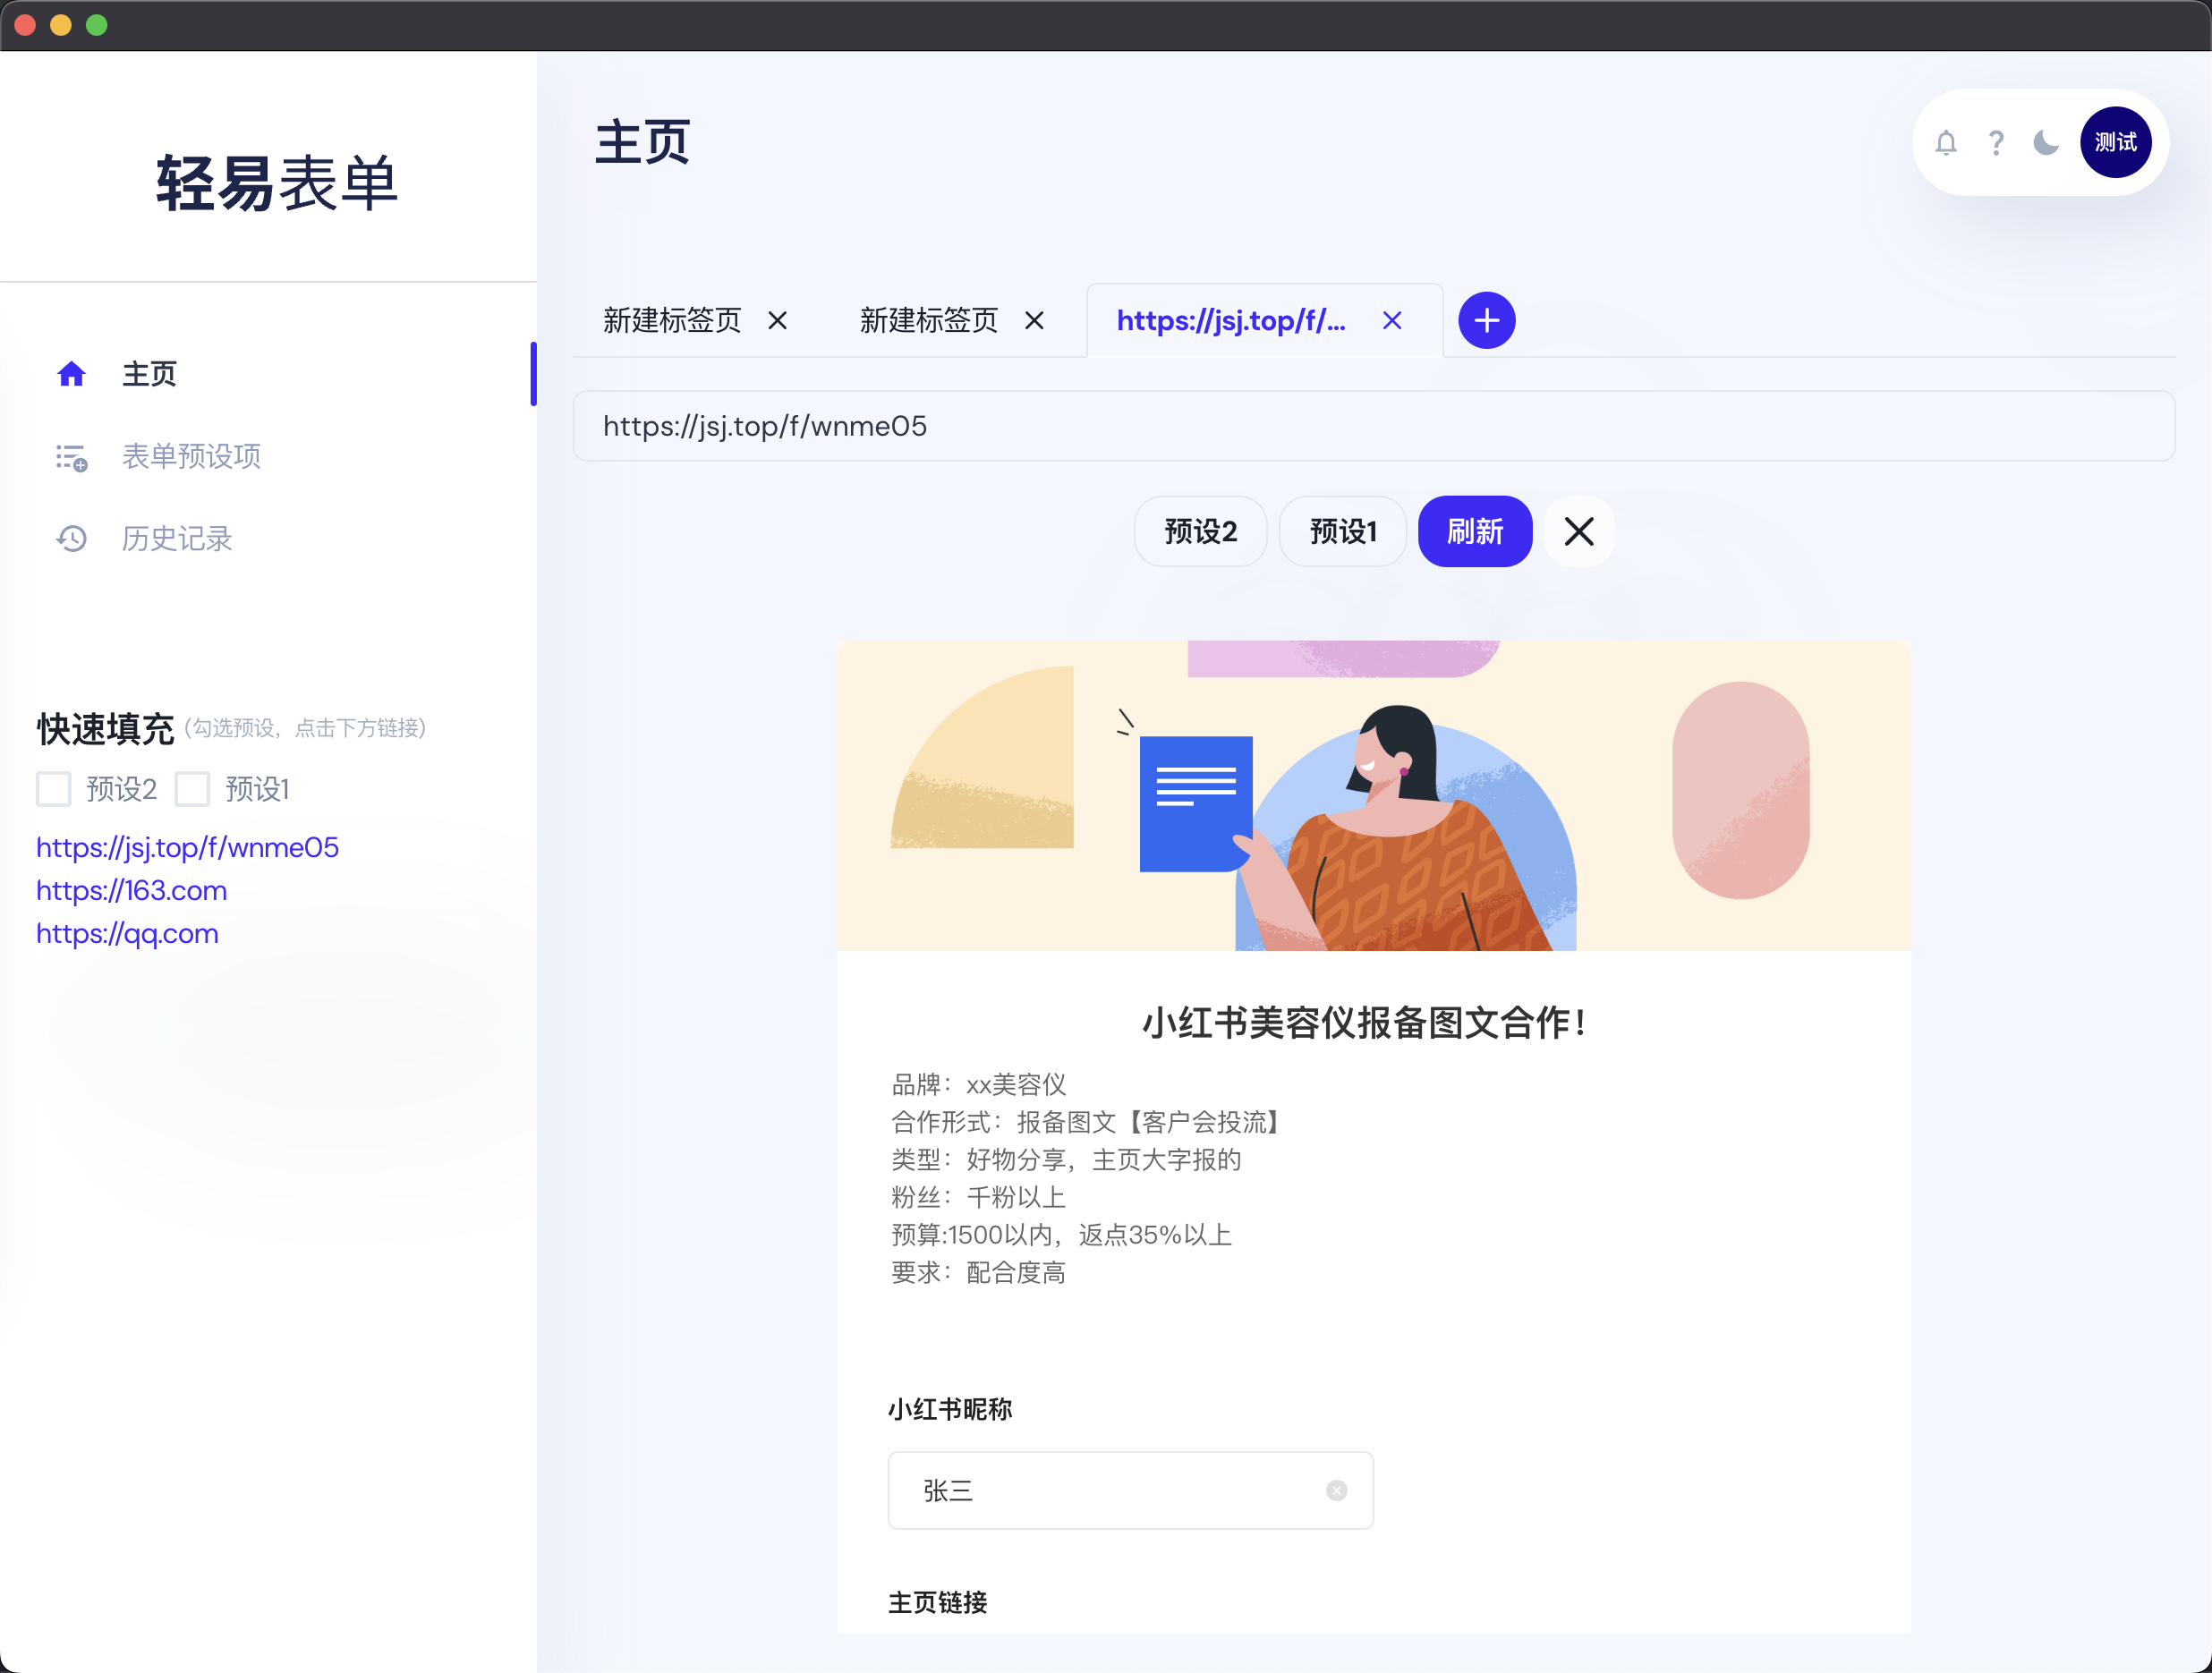 轻易表单
主页
表单预设项
历史记录
快速填充 (勾选预设，点击下方链接)
预设2 预设1
https://jsj.top/f/wnme05
https://163.com
https://qq.com
主页
?
测试
新建标签页
新建标签页
https://jsj.top/f/...
https://jsj.top/f/wnme05
预设2 预设1 刷新
小红书美容仪报备图文合作！
品牌：xx美容仪
合作形式：报备图文【客户会投流】
类型：好物分享，主页大字报的
粉丝：千粉以上
预算:1500以内，返点35%以上
要求：配合度高
小红书昵称
张三
主页链接